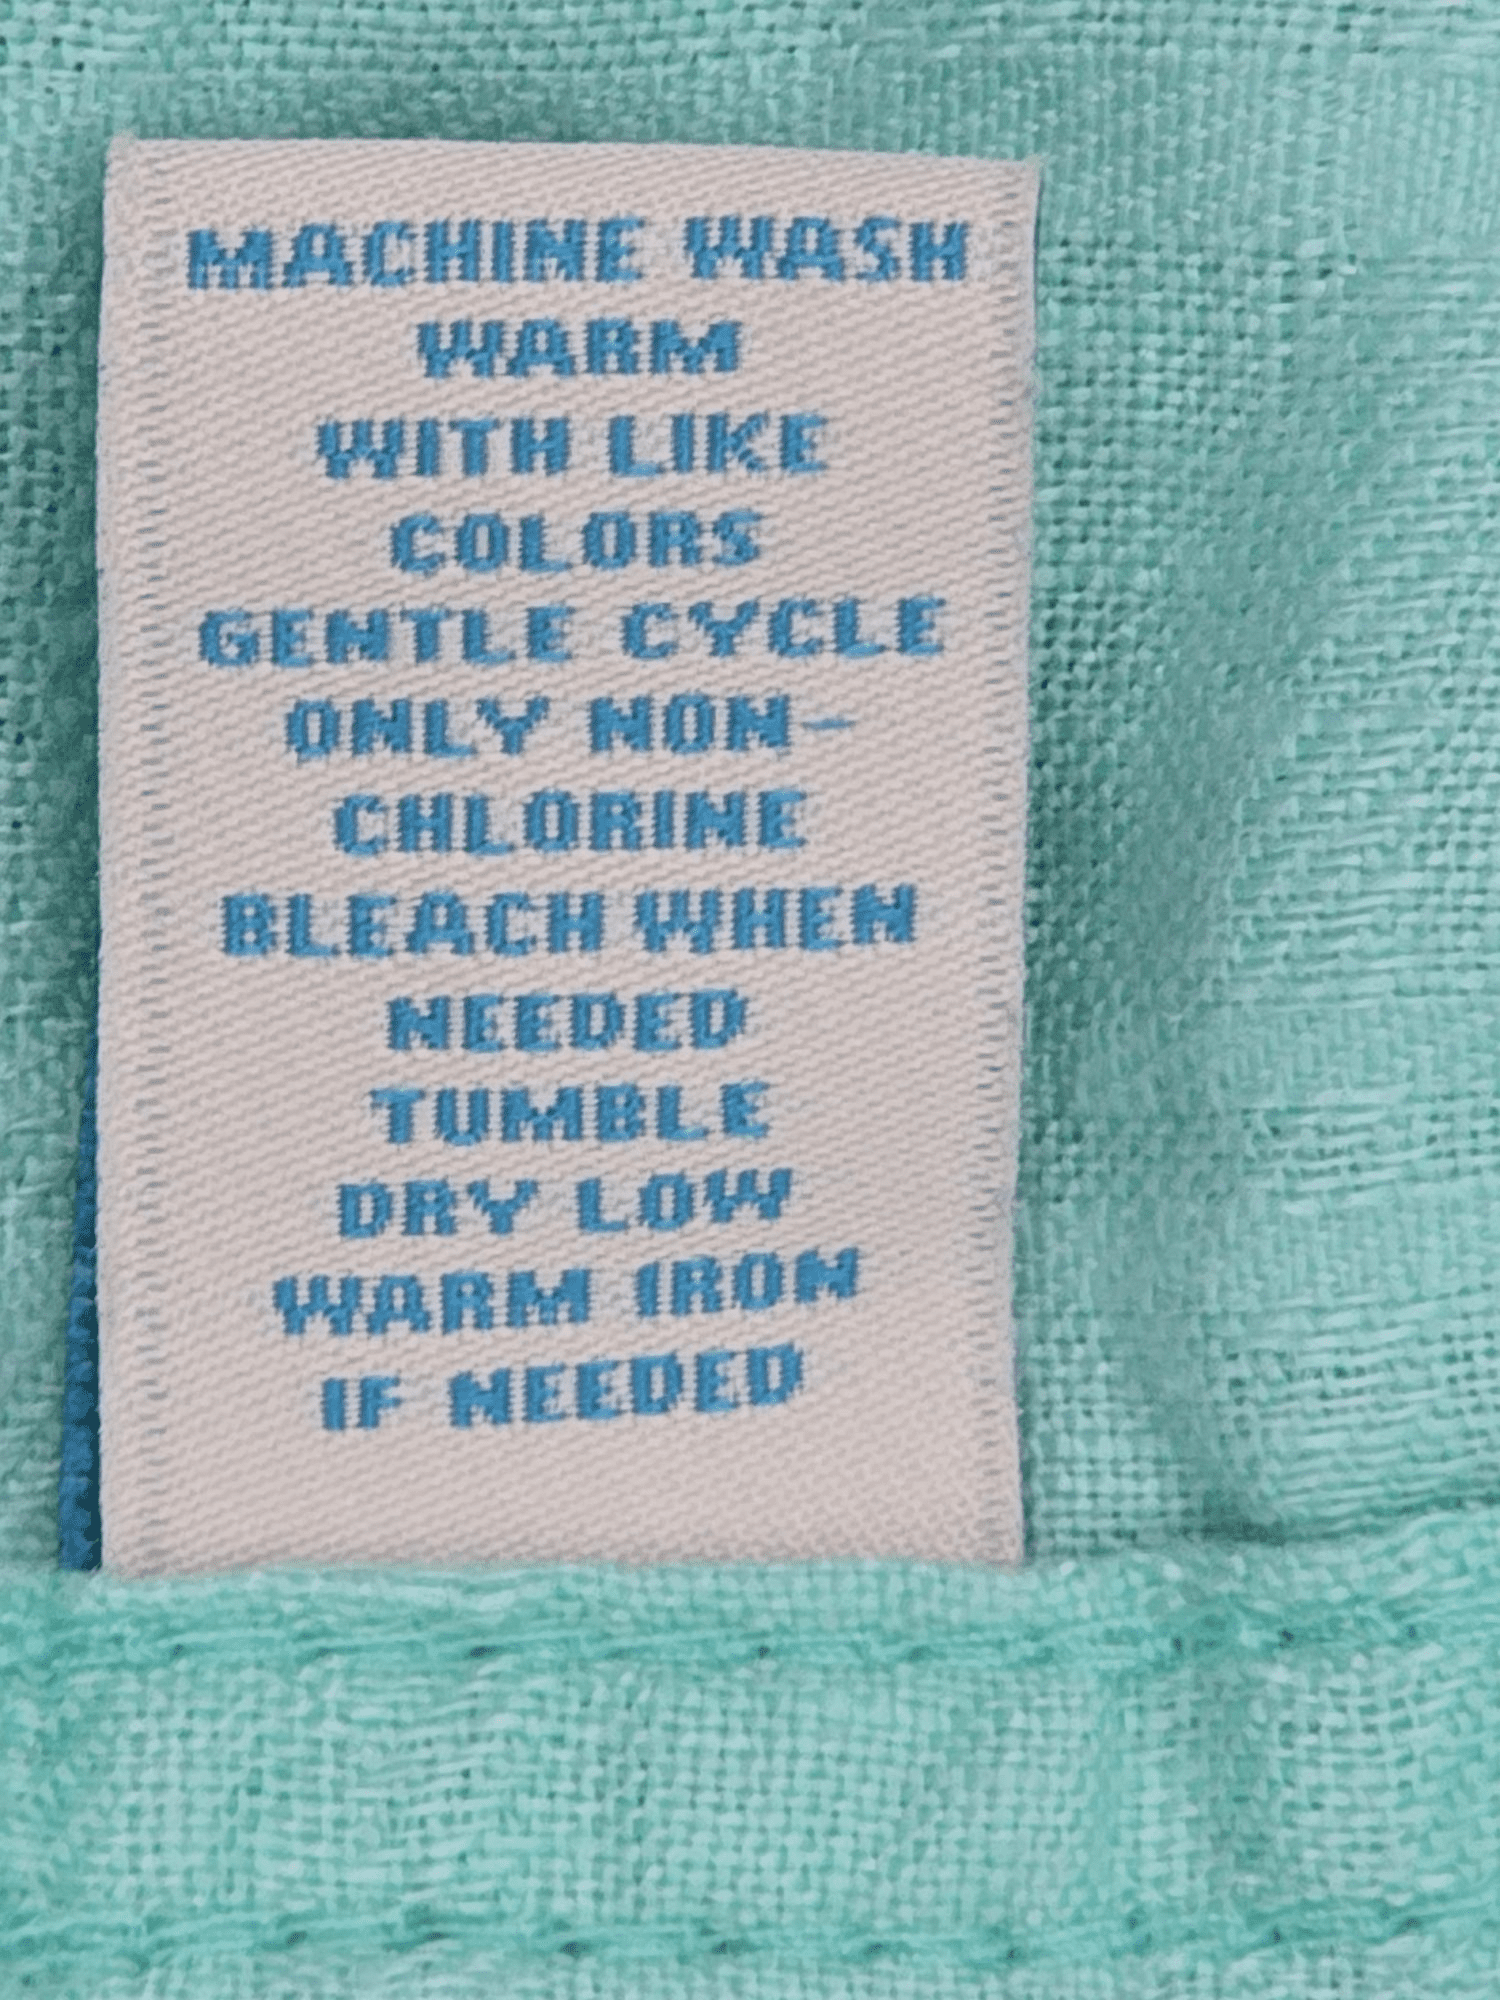 MACHINE WASH
WARM
WITH LIKE
COLORS
GENTLE CYCLE
ONLY NON-
CHLORINE
BLEACH WHEN
NEEDED
TUMBLE
DRY LOW
WARM IRON
IF NEEDED